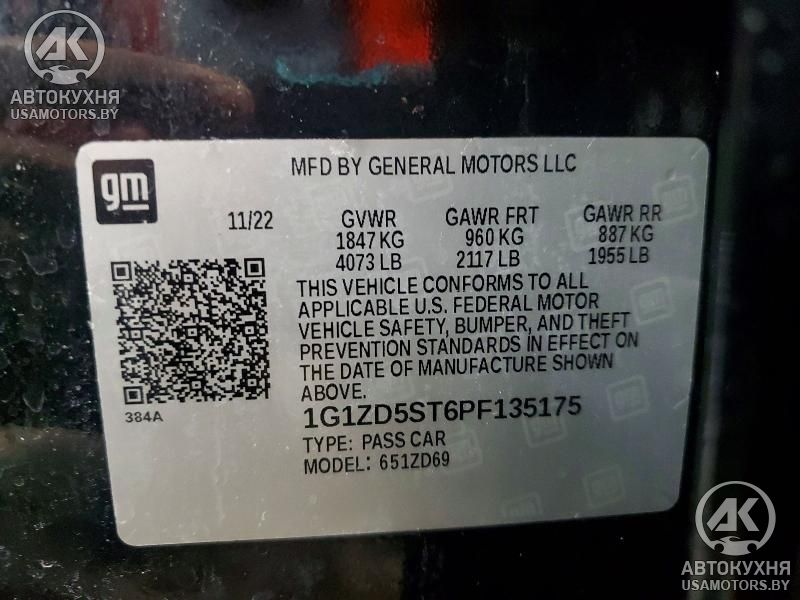 AK
АВТОКУХНЯ
USAMOTORS.BY
gm
MFD BY GENERAL MOTORS LLC
11/22
GVWR GAWR FRT GAWR RR
1847 KG 960 KG 887 KG
4073 LB 2117 LB 1955 LB
THIS VEHICLE CONFORMS TO ALL
APPLICABLE U.S. FEDERAL MOTOR
VEHICLE SAFETY, BUMPER, AND THEFT
PREVENTION STANDARDS IN EFFECT ON
THE DATE OF MANUFACTURE SHOWN
ABOVE.
384A
1G1ZD5ST6PF135175
TYPE: PASS CAR
MODEL: 651ZD69
AK
АВТОКУХНЯ
USAMOTORS.BY